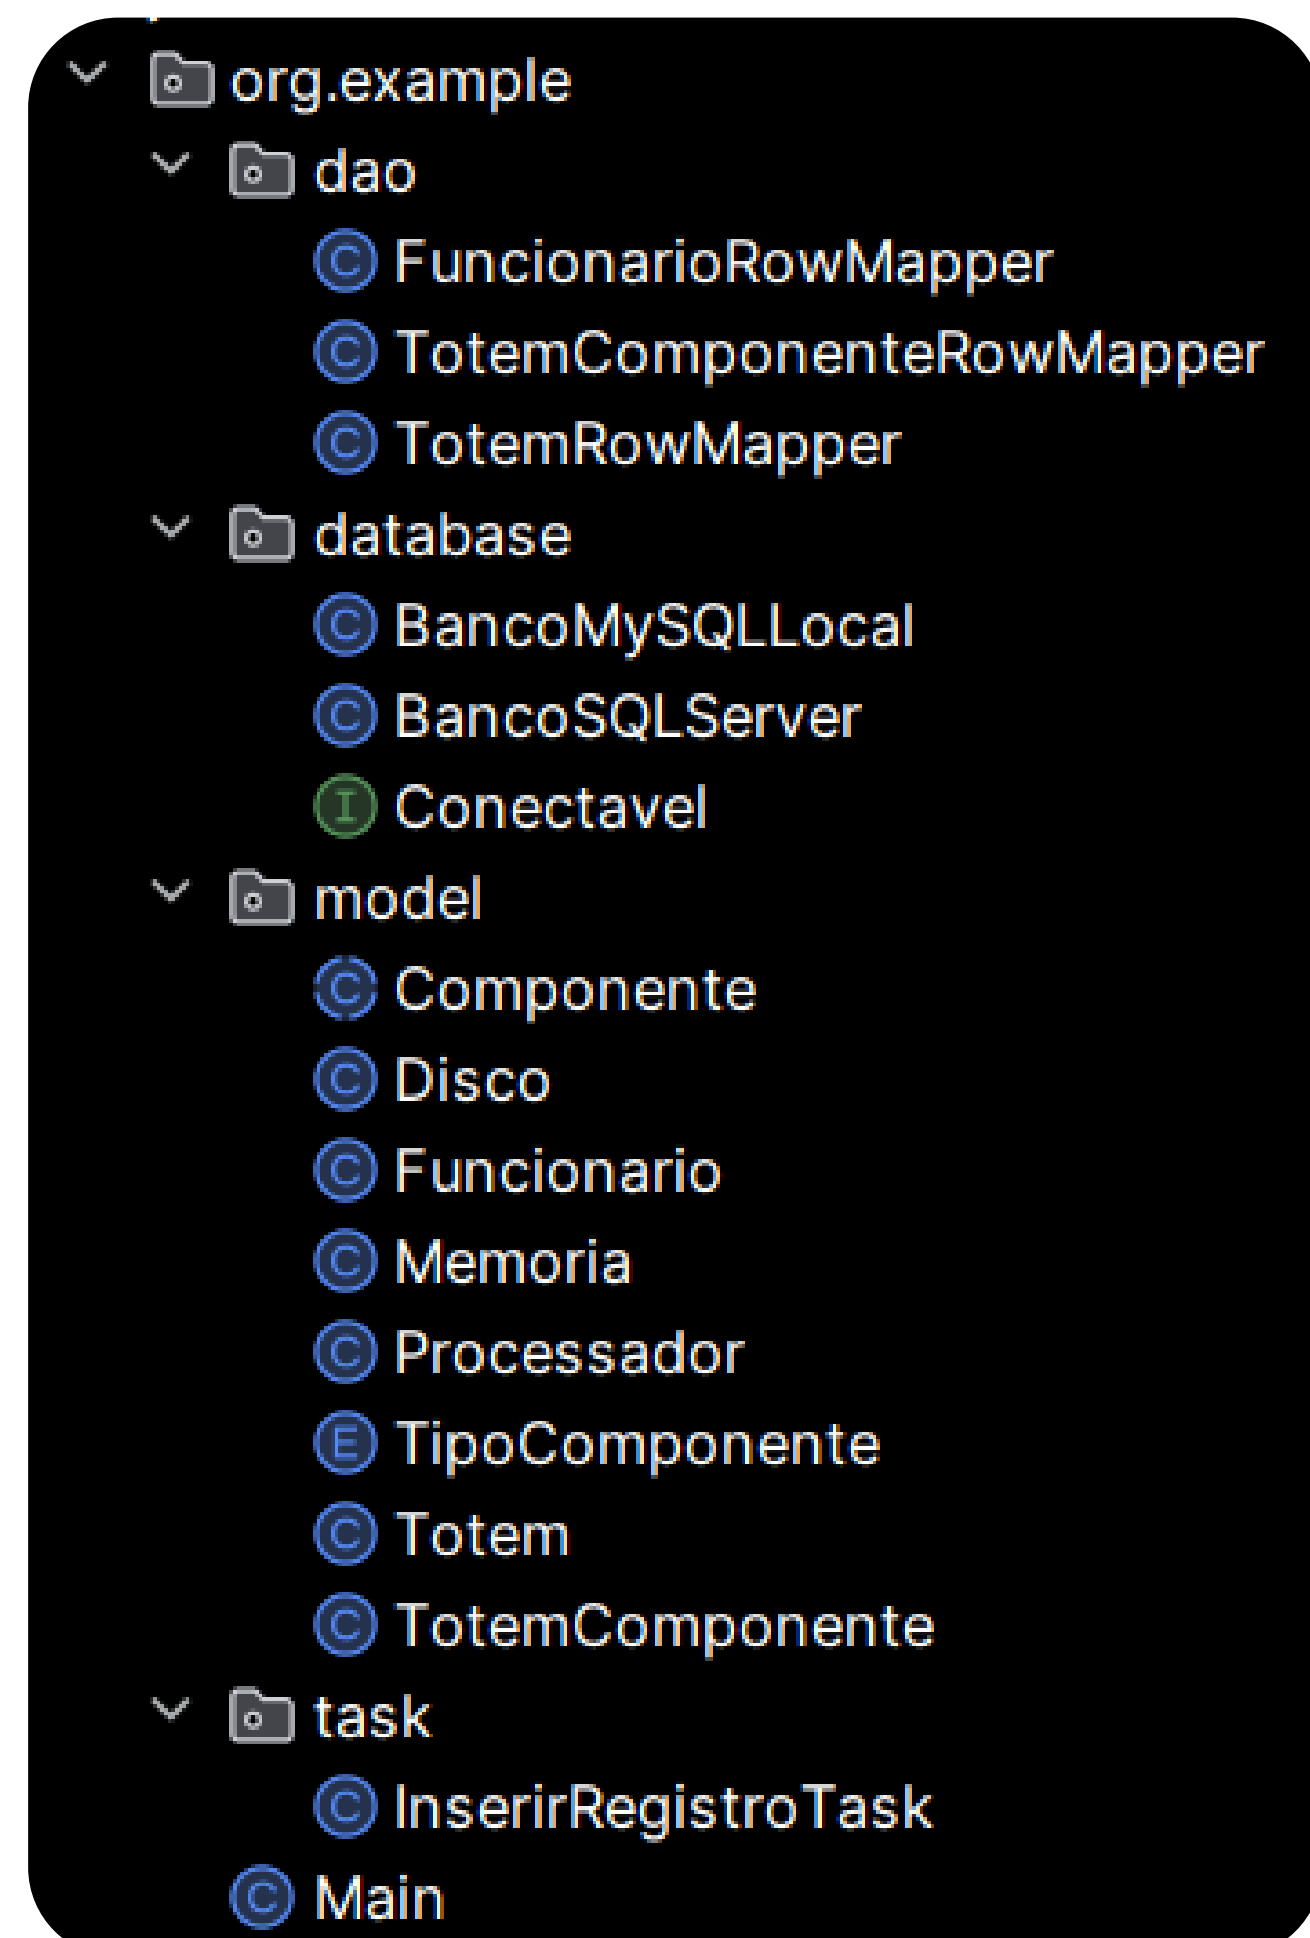 org.example
dao
FuncionarioRowMapper
TotemComponenteRowMapper
TotemRowMapper
database
BancoMySQLLocal
BancoSQLServer
Conectavel
model
Componente
Disco
Funcionario
Memoria
Processador
TipoComponente
Totem
TotemComponente
task
InserirRegistroTask
Main